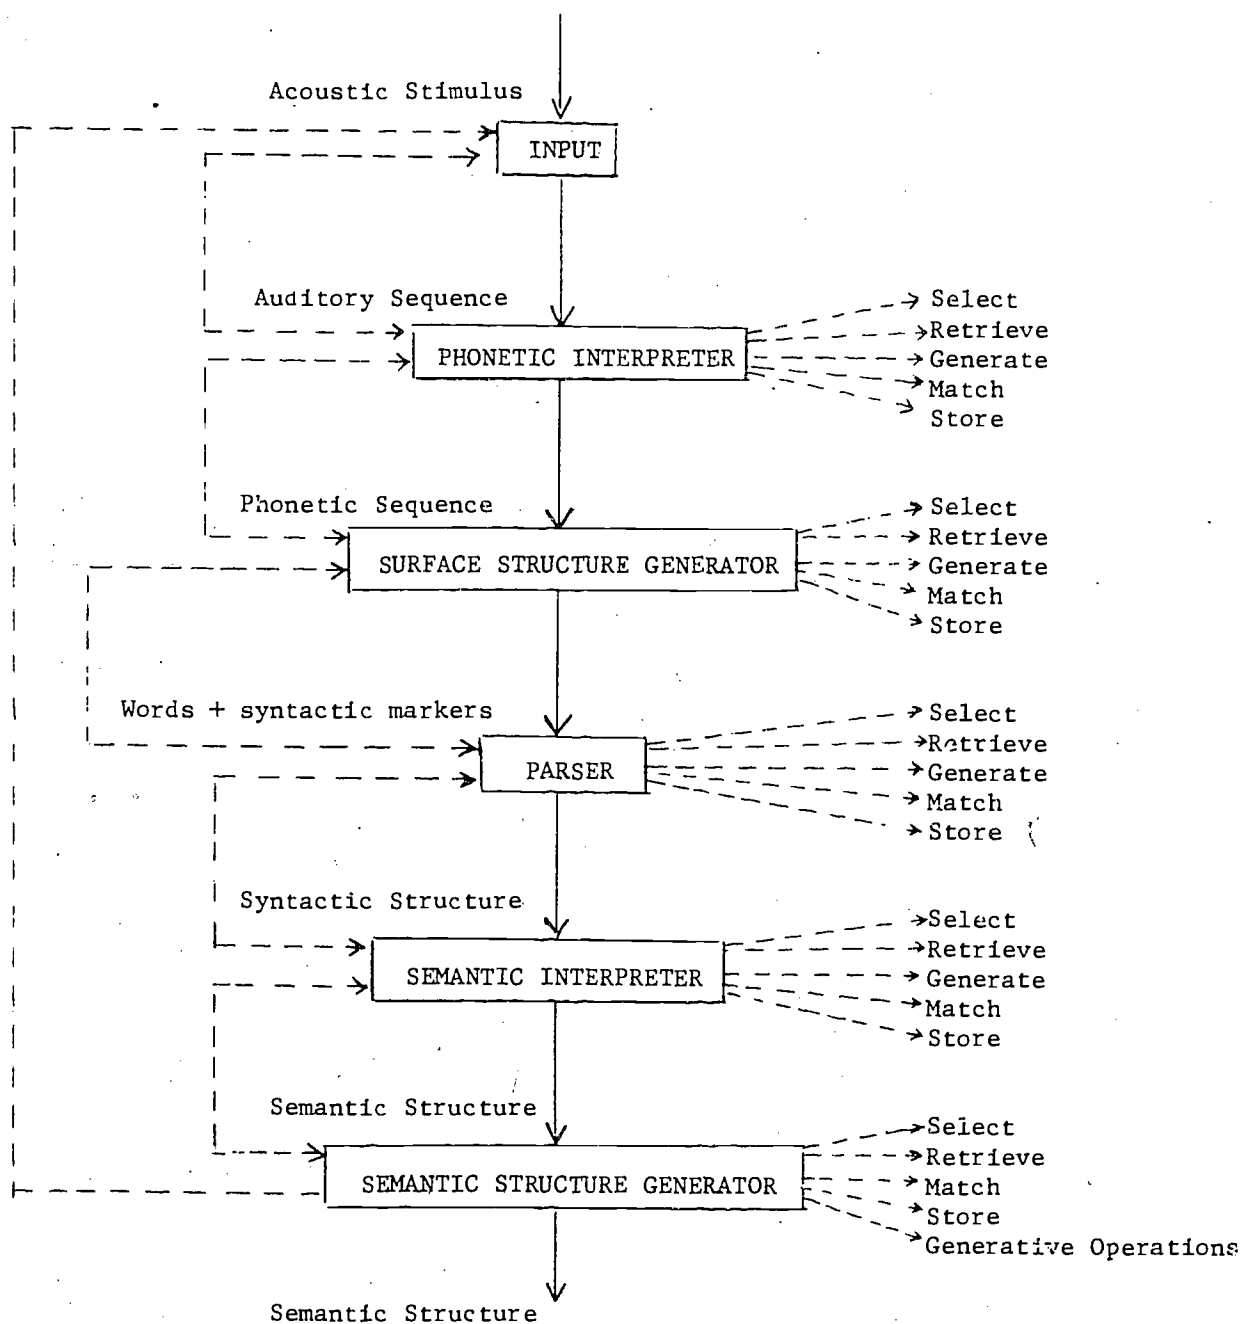 Acoustic Stimulus
INPUT
Auditory Sequence
PHONETIC INTERPRETER
Select
Retrieve
Generate
Match
Store
Phonetic Sequence
SURFACE STRUCTURE GENERATOR
Select
Retrieve
Generate
Match
Store
Words + syntactic markers
PARSER
Select
Retrieve
Generate
Match
Store
Syntactic Structure
SEMANTIC INTERPRETER
Select
Retrieve
Generate
Match
Store
Semantic Structure
SEMANTIC STRUCTURE GENERATOR
Select
Retrieve
Match
Store
Generative Operations
Semantic Structure